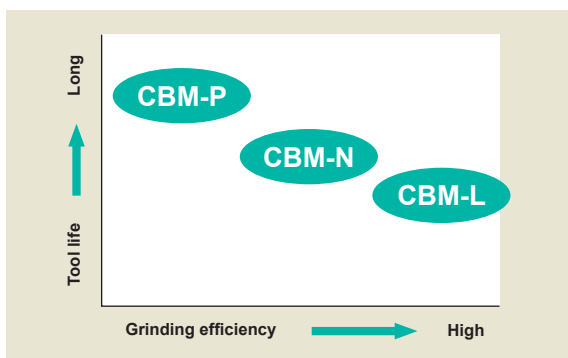 Long
CBM-P
CBM-N
CBM-L
Tool life
Grinding efficiency
High